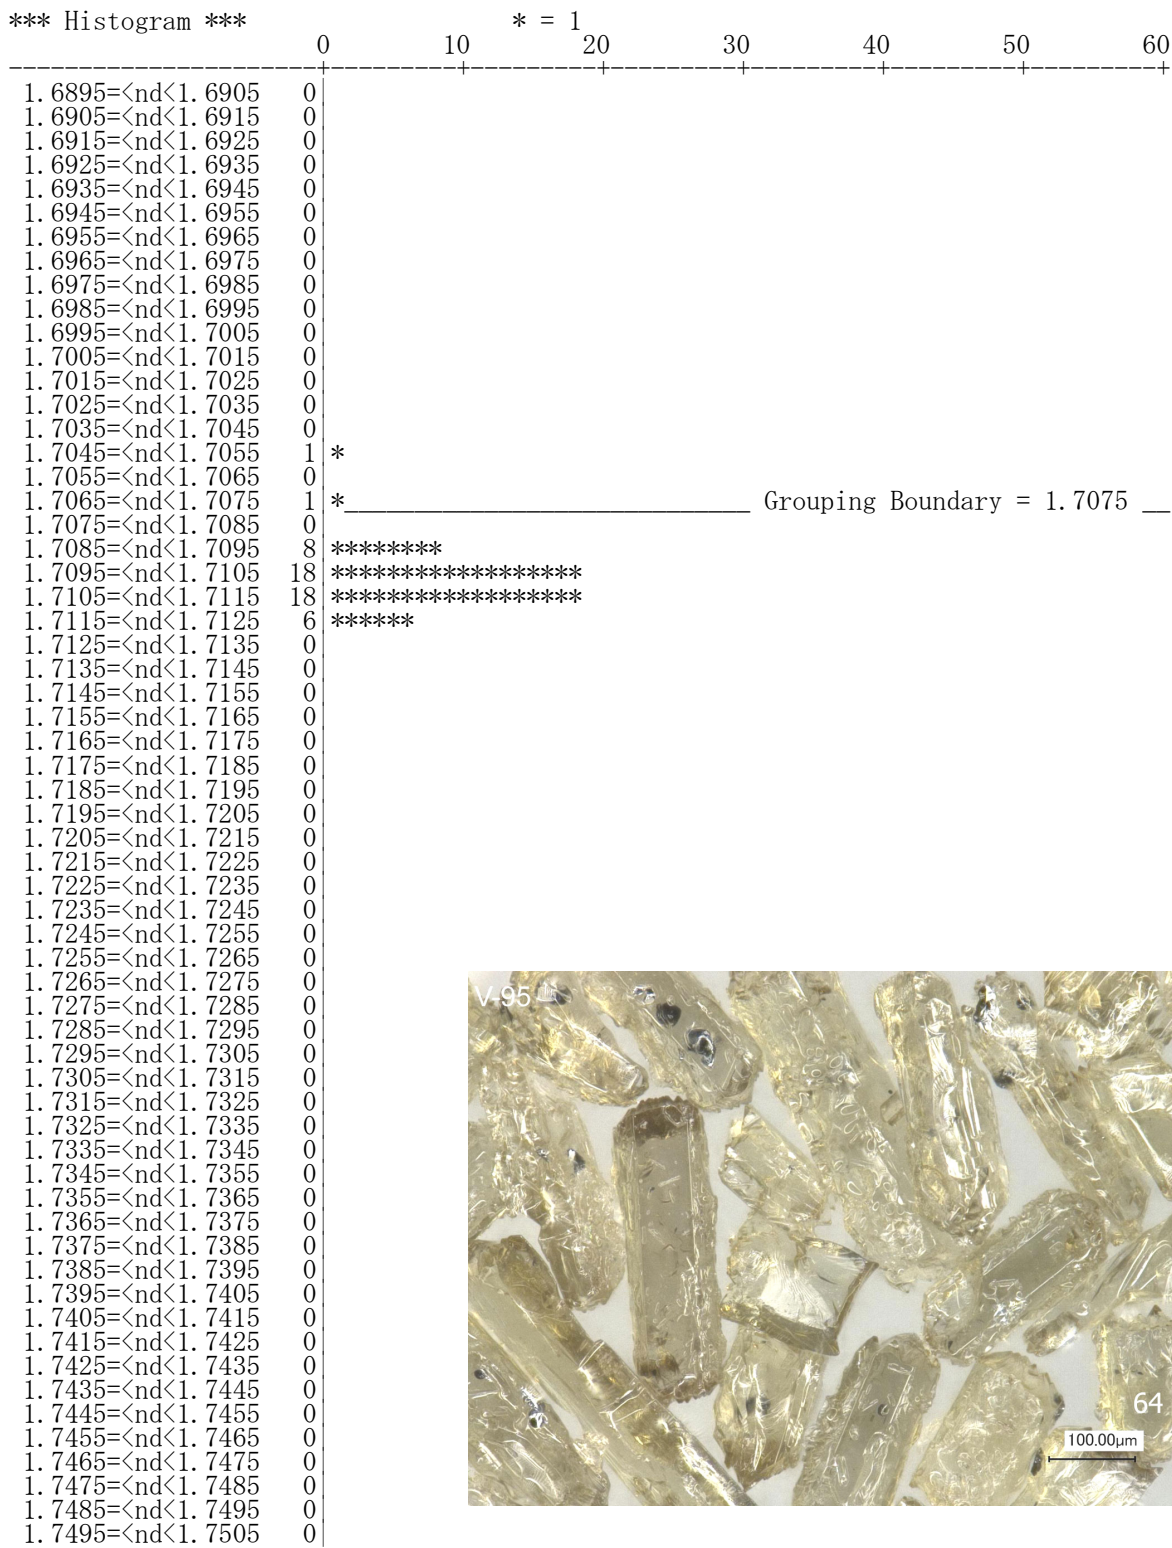 *** Histogram *** * = 1
0 10 20 30 40 50 60
1.6895=<nd<1.6905 0
1.6905=<nd<1.6915 0
1.6915=<nd<1.6925 0
1.6925=<nd<1.6935 0
1.6935=<nd<1.6945 0
1.6945=<nd<1.6955 0
1.6955=<nd<1.6965 0
1.6965=<nd<1.6975 0
1.6975=<nd<1.6985 0
1.6985=<nd<1.6995 0
1.6995=<nd<1.7005 0
1.7005=<nd<1.7015 0
1.7015=<nd<1.7025 0
1.7025=<nd<1.7035 0
1.7035=<nd<1.7045 0
1.7045=<nd<1.7055 1 *
1.7055=<nd<1.7065 0
1.7065=<nd<1.7075 1 * Grouping Boundary = 1.7075
1.7075=<nd<1.7085 0
1.7085=<nd<1.7095 8 ********
1.7095=<nd<1.7105 18 ******************
1.7105=<nd<1.7115 18 ******************
1.7115=<nd<1.7125 6 ******
1.7125=<nd<1.7135 0
1.7135=<nd<1.7145 0
1.7145=<nd<1.7155 0
1.7155=<nd<1.7165 0
1.7165=<nd<1.7175 0
1.7175=<nd<1.7185 0
1.7185=<nd<1.7195 0
1.7195=<nd<1.7205 0
1.7205=<nd<1.7215 0
1.7215=<nd<1.7225 0
1.7225=<nd<1.7235 0
1.7235=<nd<1.7245 0
1.7245=<nd<1.7255 0
1.7255=<nd<1.7265 0
1.7265=<nd<1.7275 0
1.7275=<nd<1.7285 0
1.7285=<nd<1.7295 0
1.7295=<nd<1.7305 0
1.7305=<nd<1.7315 0
1.7315=<nd<1.7325 0
1.7325=<nd<1.7335 0
1.7335=<nd<1.7345 0
1.7345=<nd<1.7355 0
1.7355=<nd<1.7365 0
1.7365=<nd<1.7375 0
1.7375=<nd<1.7385 0
1.7385=<nd<1.7395 0
1.7395=<nd<1.7405 0
1.7405=<nd<1.7415 0
1.7415=<nd<1.7425 0
1.7425=<nd<1.7435 0
1.7435=<nd<1.7445 0
1.7445=<nd<1.7455 0
1.7455=<nd<1.7465 0
1.7465=<nd<1.7475 0
1.7475=<nd<1.7485 0
1.7485=<nd<1.7495 0
1.7495=<nd<1.7505 0
V-95山
64
100.00μm